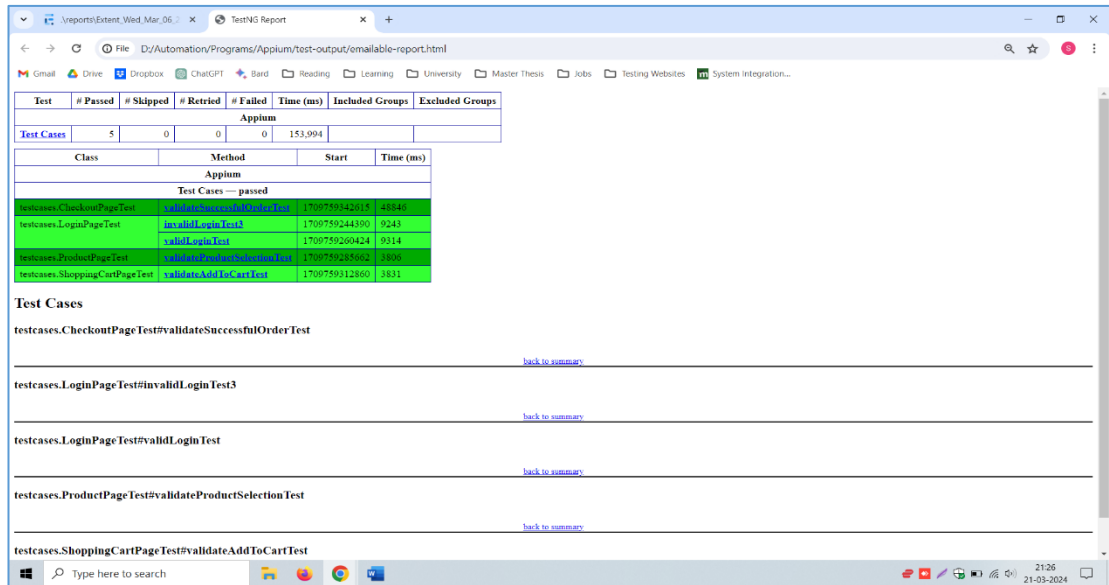 .\reports\Extent_Wed_Mar_06_2
TestNG Report
File D:/Automation/Programs/Appium/test-output/emailable-report.html
S
Gmail Drive Dropbox ChatGPT Bard Reading Learning University Master Thesis Jobs Testing Websites System Integration...
Test # Passed # Skipped # Retried # Failed Time (ms) Included Groups Excluded Groups
Appium
Test Cases 5 0 0 0 153,994
Class Method Start Time (ms)
Appium
Test Cases — passed
testcases.CheckoutPageTest validateSuccessfulOrderTest 1709759342615 48846
testcases.LoginPageTest invalidLoginTest3 1709759244390 9243
validLoginTest 1709759260424 9314
testcases.ProductPageTest validateProductSelectionTest 1709759285662 3806
testcases.ShoppingCartPageTest validateAddToCartTest 1709759312860 3831
Test Cases
testcases.CheckoutPageTest#validateSuccessfulOrderTest
back to summary
testcases.LoginPageTest#invalidLoginTest3
back to summary
testcases.LoginPageTest#validLoginTest
back to summary
testcases.ProductPageTest#validateProductSelectionTest
back to summary
testcases.ShoppingCartPageTest#validateAddToCartTest
Type here to search
21:26
21-03-2024